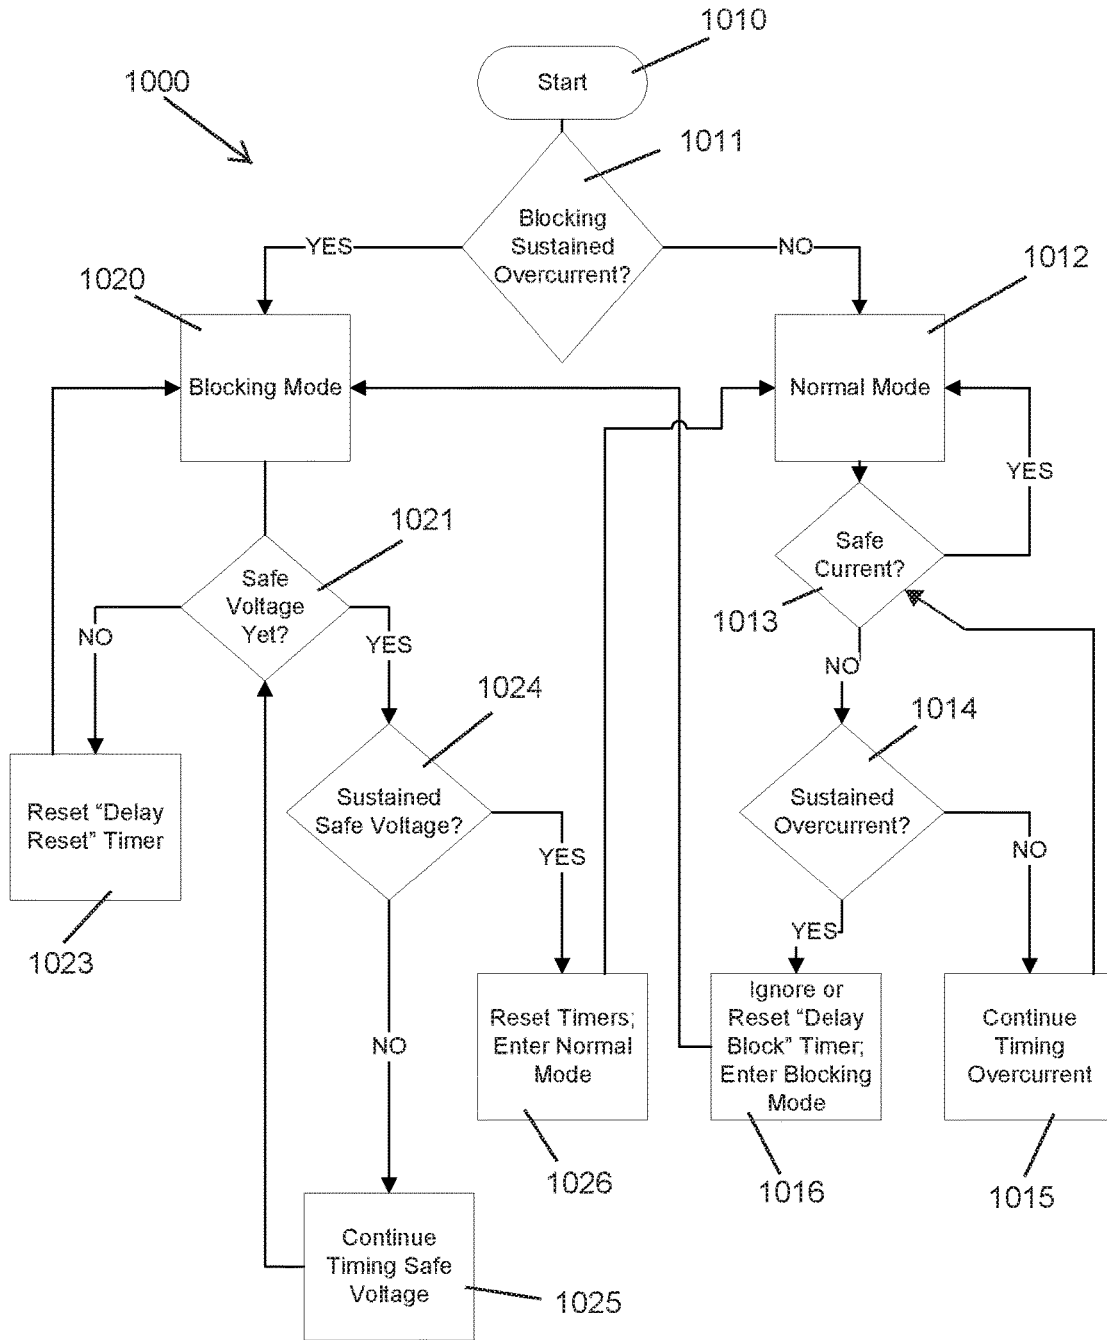 1010
1000
Start
1011
Blocking
Sustained
Overcurrent?
YES
NO
1020
1012
Blocking Mode
Normal Mode
YES
1021
Safe
Voltage
Yet?
Safe
Current?
1013
NO
YES
NO
1024
1014
Reset “Delay
Reset” Timer
Sustained
Safe Voltage?
Sustained
Overcurrent?
YES
NO
1023
YES
NO
Reset Timers;
Enter Normal
Mode
Ignore or
Reset “Delay
Block” Timer;
Enter Blocking
Mode
Continue
Timing
Overcurrent
1026
1016
1015
Continue
Timing Safe
Voltage
1025